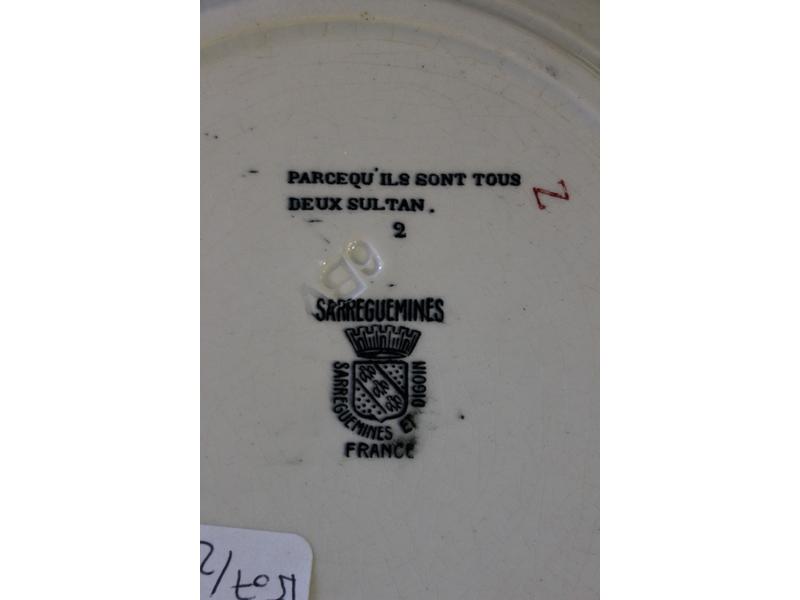 PARCEQU'ILS SONT TOUS
DEUX SULTAN.
2
Z
SARREGUEMINES
SARREGUEMINES ET DIGOIN
FRANCE